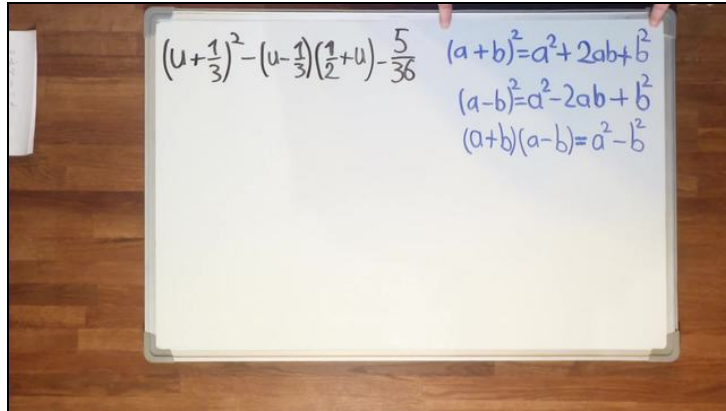 (u+1/3)²-(u-1/3)(1/2+u)-5/36
(a+b)²=a²+2ab+b²
(a-b)²=a²-2ab+b²
(a+b)(a-b)=a²-b²